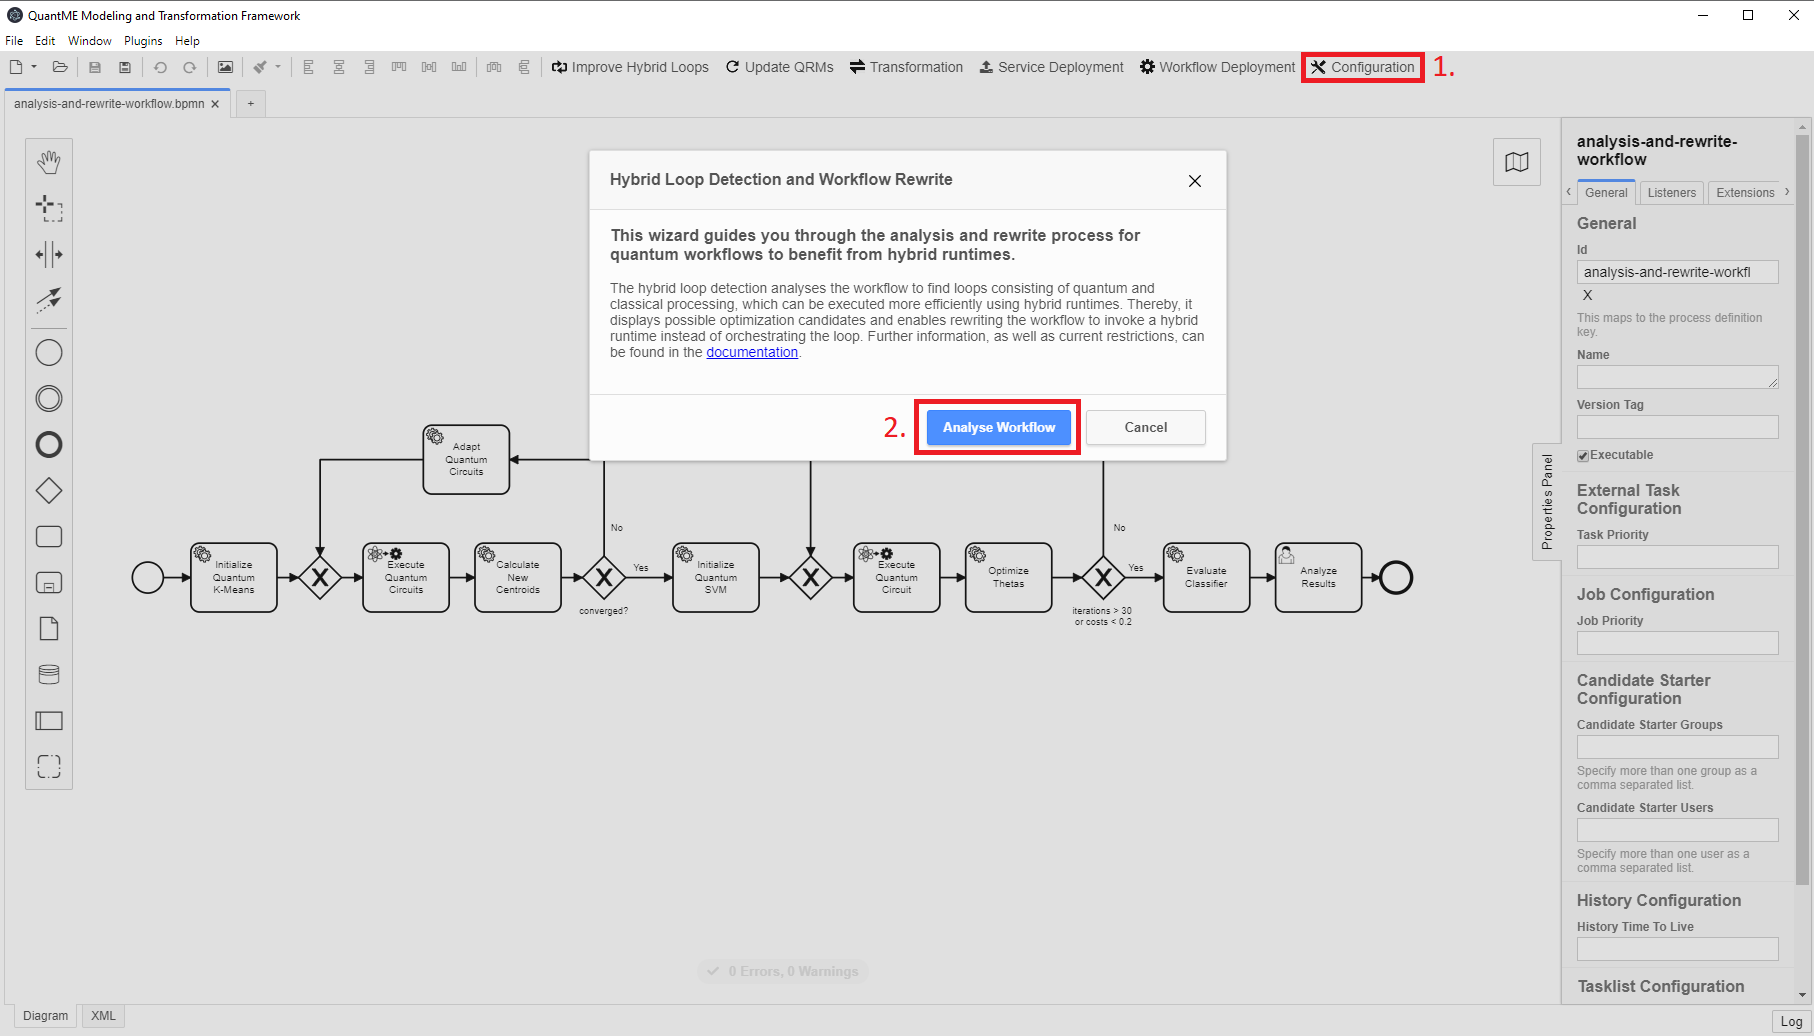 QuantME Modeling and Transformation Framework
File Edit Window Plugins Help
Improve Hybrid Loops Update QRMs Transformation Service Deployment Workflow Deployment Configuration 1.
analysis-and-rewrite-workflow.bpmn × +
Hybrid Loop Detection and Workflow Rewrite
This wizard guides you through the analysis and rewrite process for
quantum workflows to benefit from hybrid runtimes.
The hybrid loop detection analyses the workflow to find loops consisting of quantum and
classical processing, which can be executed more efficiently using hybrid runtimes. Thereby, it
displays possible optimization candidates and enables rewriting the workflow to invoke a hybrid
runtime instead of orchestrating the loop. Further information, as well as current restrictions, can
be found in the documentation.
2. Analyse Workflow Cancel
Adapt
Quantum
Circuits
No
No
Initialize
Quantum
K-Means
X
Execute
Quantum
Circuits
Calculate
New
Centroids
X
converged?
Yes
Initialize
Quantum
SVM
X
Execute
Quantum
Circuit
Optimize
Thetas
X
iterations > 30
or costs < 0.2
Yes
Evaluate
Classifier
Analyze
Results
Properties Panel
analysis-and-rewrite-
workflow
General Listeners Extensions
General
Id
analysis-and-rewrite-workfl
X
This maps to the process definition
key.
Name
Version Tag
Executable
External Task
Configuration
Task Priority
Job Configuration
Job Priority
Candidate Starter
Configuration
Candidate Starter Groups
Specify more than one group as a
comma separated list.
Candidate Starter Users
Specify more than one user as a
comma separated list.
History Configuration
History Time To Live
Tasklist Configuration
0 Errors, 0 Warnings
Diagram XML
Log